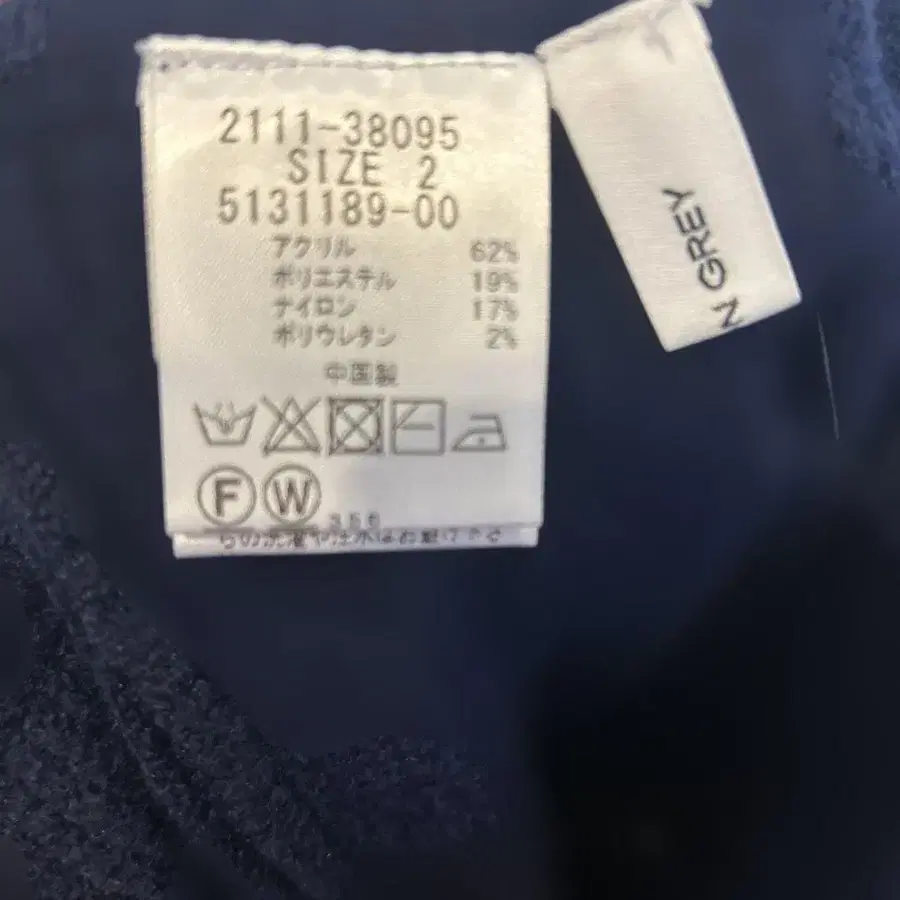 2111-38095
SIZE 2
5131189-00
アクリル 62%
ポリエステル 19%
ナイロン 17%
ポリウレタン 2%
中国製
F W
356
N GREY